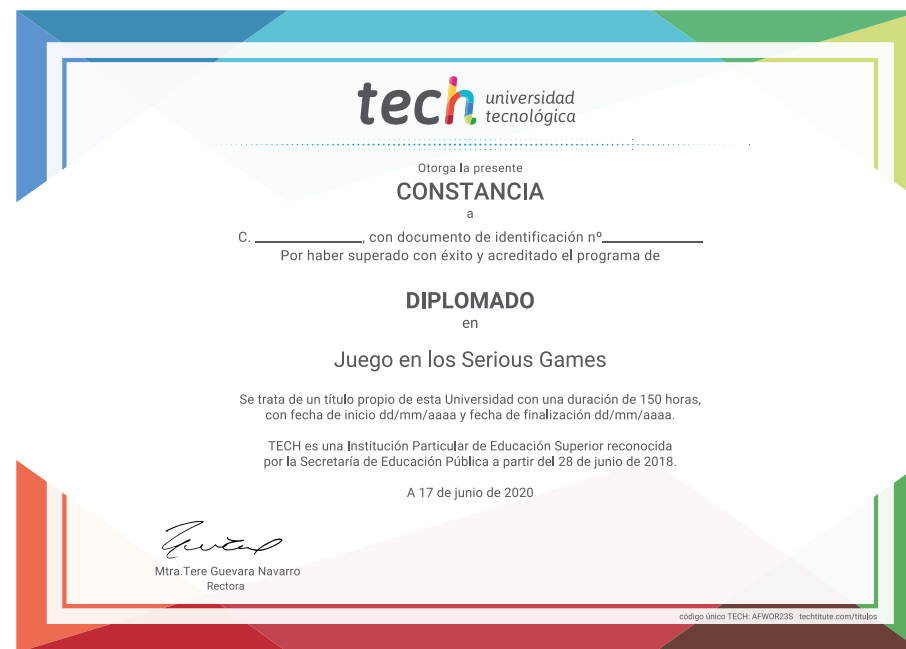 tech universidad
tecnológica
Otorga la presente
CONSTANCIA
a
C. ____________, con documento de identificación nº____________
Por haber superado con éxito y acreditado el programa de
DIPLOMADO
en
Juego en los Serious Games
Se trata de un título propio de esta Universidad con una duración de 150 horas,
con fecha de inicio dd/mm/aaaa y fecha de finalización dd/mm/aaaa.
TECH es una Institución Particular de Educación Superior reconocida
por la Secretaría de Educación Pública a partir del 28 de junio de 2018.
A 17 de junio de 2020
Mtra.Tere Guevara Navarro
Rectora
código único TECH: AFWOR23S techtitute.com/titulos